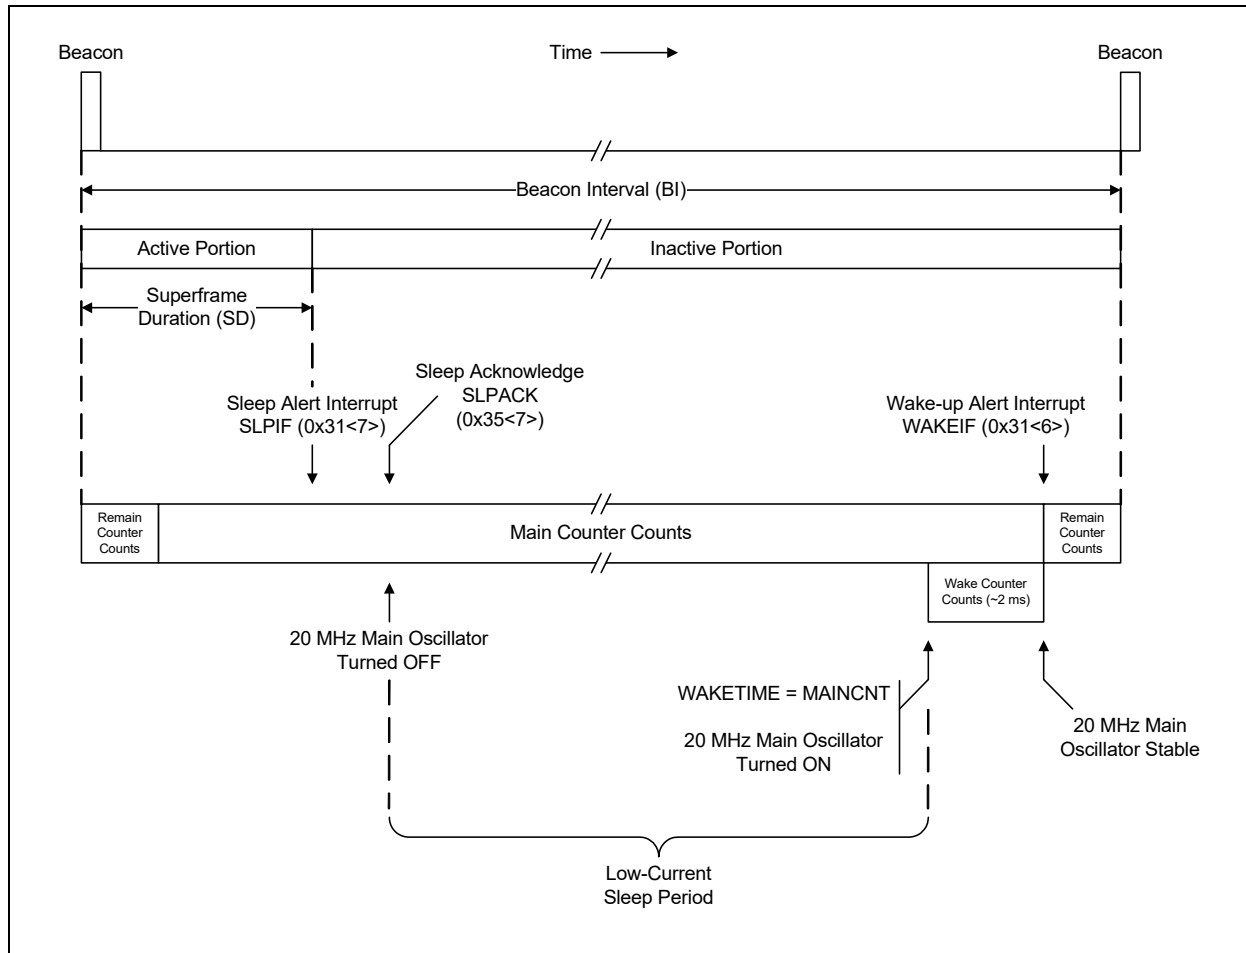 Beacon
Time
Beacon
Beacon Interval (BI)
Active Portion
Inactive Portion
Superframe
Duration (SD)
Sleep Acknowledge
SLPACK
(0x35<7>)
Sleep Alert Interrupt
SLPIF (0x31<7>)
Wake-up Alert Interrupt
WAKEIF (0x31<6>)
Remain
Counter
Counts
Main Counter Counts
Remain
Counter
Counts
Wake Counter
Counts (~2 ms)
20 MHz Main Oscillator
Turned OFF
WAKETIME = MAINCNT
20 MHz Main Oscillator
Turned ON
20 MHz Main
Oscillator Stable
Low-Current
Sleep Period